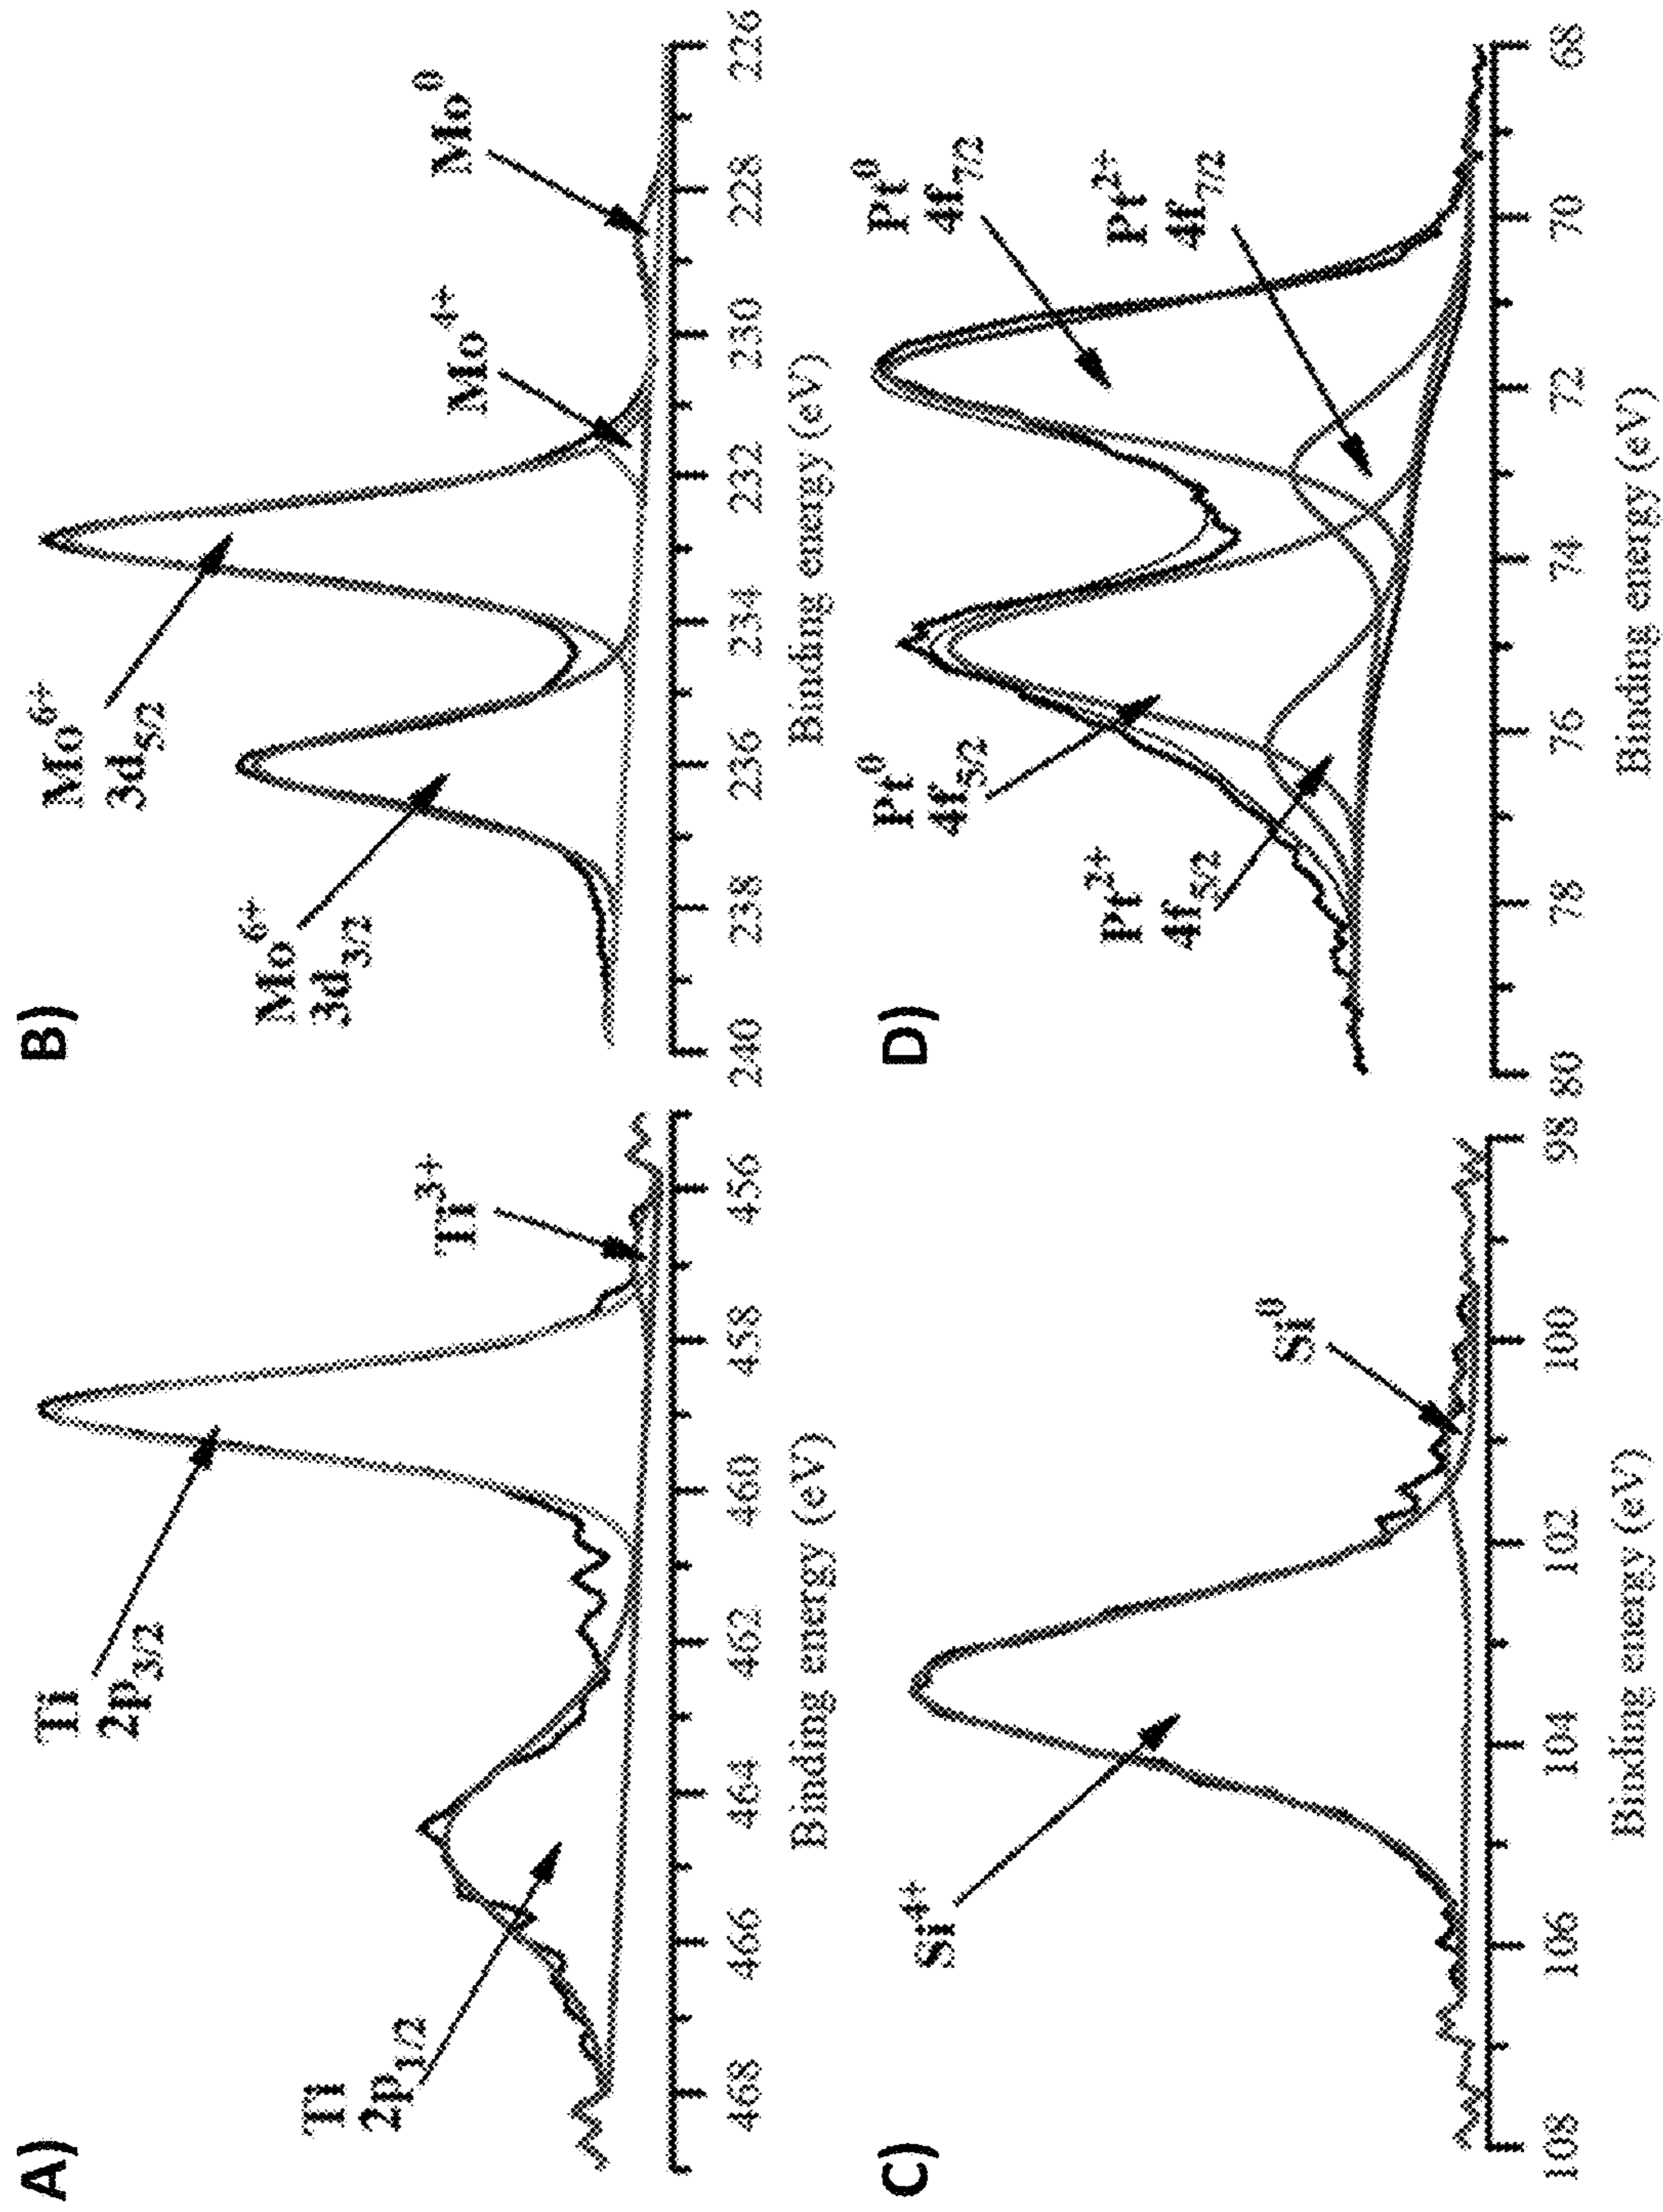 A)
Ti
2p3/2
Ti
2p1/2
Ti3+
468 466 464 462 460 458 456
Binding energy (eV)
B)
Mo6+
3d5/2
Mo6+
3d3/2
Mo4+
Mo0
240 238 236 234 232 230 228 226
Binding energy (eV)
C)
Si4+
Si0
108 106 104 102 100 98
Binding energy (eV)
D)
Pt0
4f7/2
Pt0
4f5/2
Pt2+
4f7/2
Pt2+
4f5/2
80 78 76 74 72 70 68
Binding energy (eV)